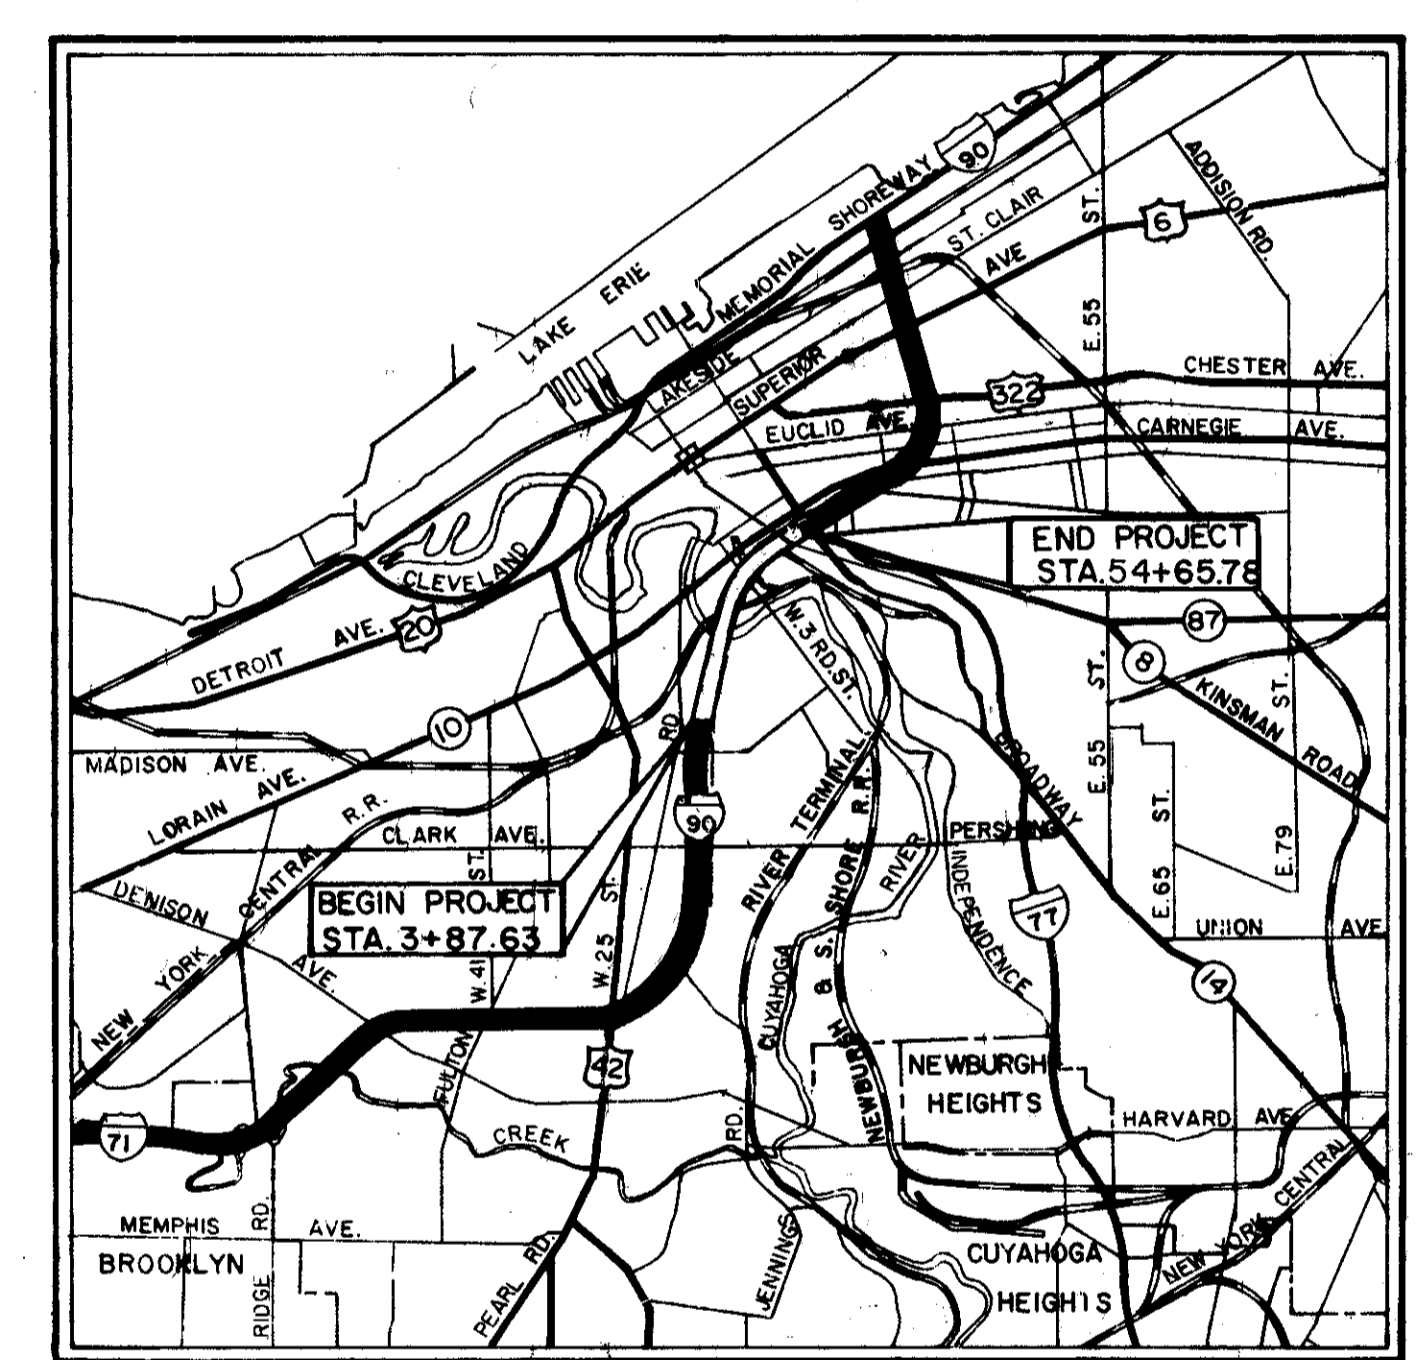 MEMORIAL SHOREWAY
90
ADDISION RD.
ST. CLAIR
AVE
6
E. 55 ST.
LAKE ERIE
LAKESIDE
SUPERIOR
322
CHESTER AVE.
EUCLID AVE.
CARNEGIE AVE.
CLEVELAND
END PROJECT
STA.54+65.78
DETROIT AVE.
20
W. 3 RD. ST.
87
8
KINSMAN ROAD
10
RD
MADISON AVE.
LORAIN AVE.
BROADWAY
E. 55 ST.
E. 65 ST.
E. 79 ST.
90
CLARK AVE.
PERSHING
NEW YORK CENTRAL R.R.
DENISON AVE.
BEGIN PROJECT
STA. 3+87.63
W. 41 ST.
W. 25 ST.
RIVER TERMINAL
NEWBURGH & S. SHORE R.R.
CUYAHOGA RIVER
INDEPENDENCE
77
UNION AVE.
14
FULTON
42
NEWBURGH
HEIGHTS
71
CREEK
RD.
HARVARD AVE
MEMPHIS AVE.
BROOKLYN
RIDGE RD.
PEARL RD.
JENNINGS
CUYAHOGA
HEIGHTS
NEW YORK CENTRAL